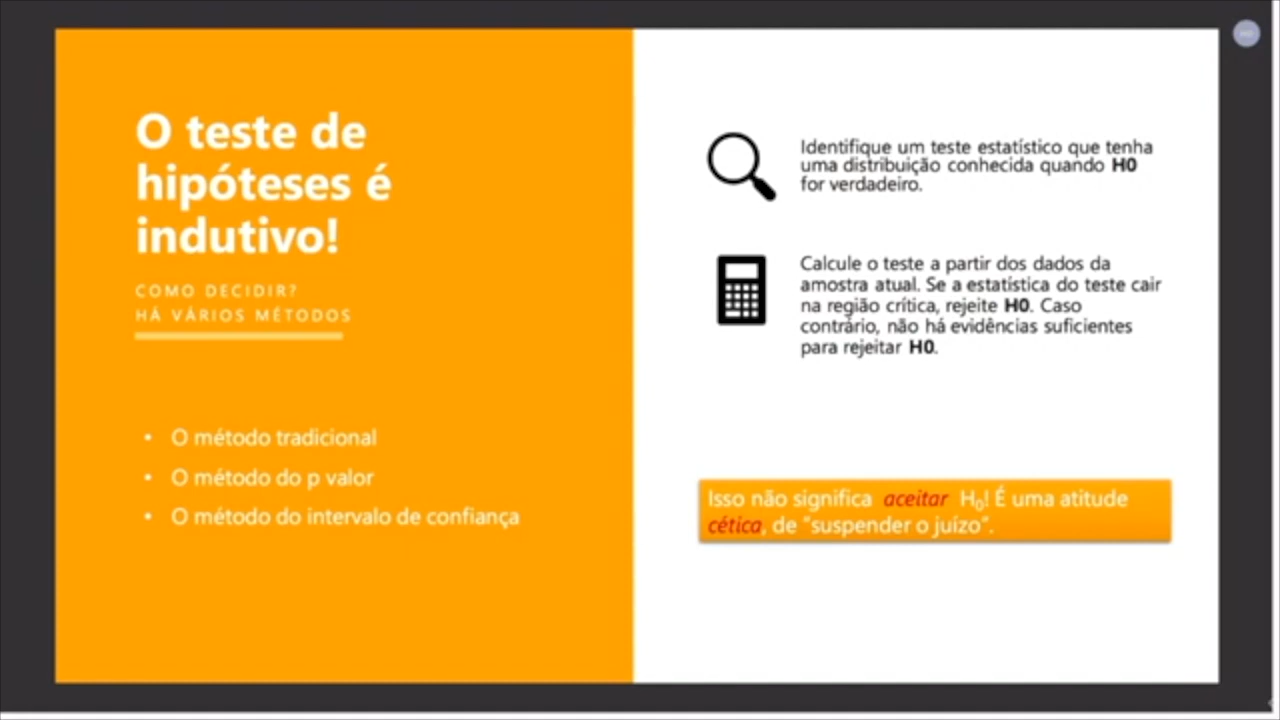 O teste de
hipóteses é
indutivo!
COMO DECIDIR?
HÁ VÁRIOS MÉTODOS
• O método tradicional
• O método do p valor
• O método do intervalo de confiança
Identifique um teste estatístico que tenha
uma distribuição conhecida quando H0
for verdadeiro.
Calcule o teste a partir dos dados da
amostra atual. Se a estatística do teste cair
na região crítica, rejeite H0. Caso
contrário, não há evidências suficientes
para rejeitar H0.
Isso não significa aceitar H₀! É uma atitude
cética, de "suspender o juízo".